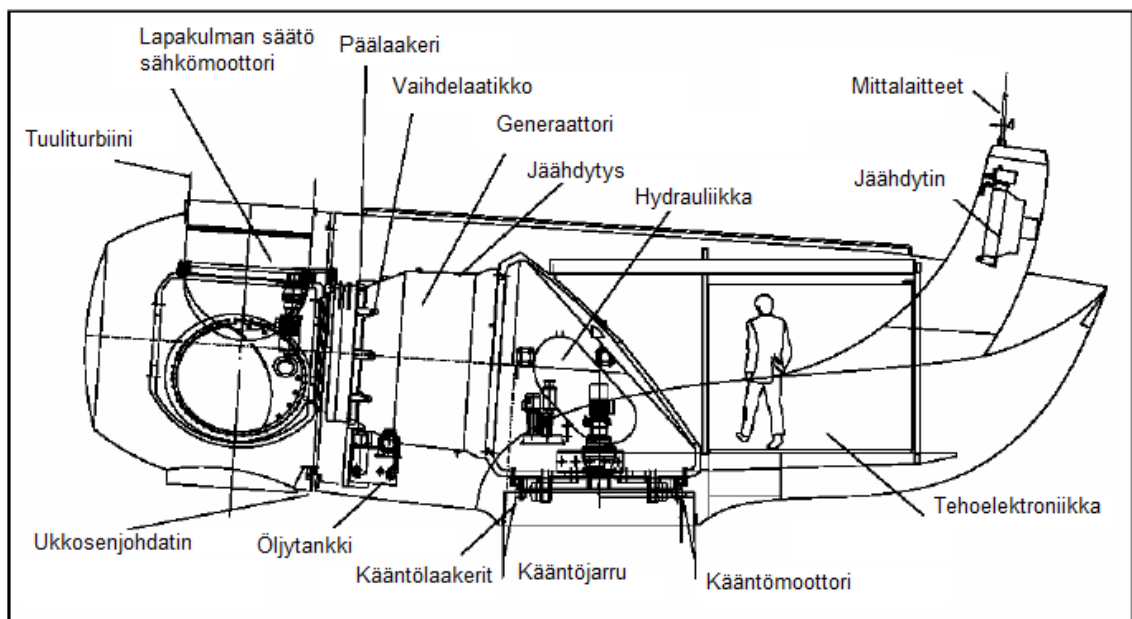 Lapakulman säätö
sähkömoottori
Päälaakeri
Vaihdelaatikko
Generaattori
Tuuliturbiini
Jäähdytys
Hydrauliikka
Mittalaitteet
Jäähdytin
Tehoelektroniikka
Ukkosenjohdatin
Öljytankki
Kääntölaakerit
Kääntöjarru
Kääntömoottori